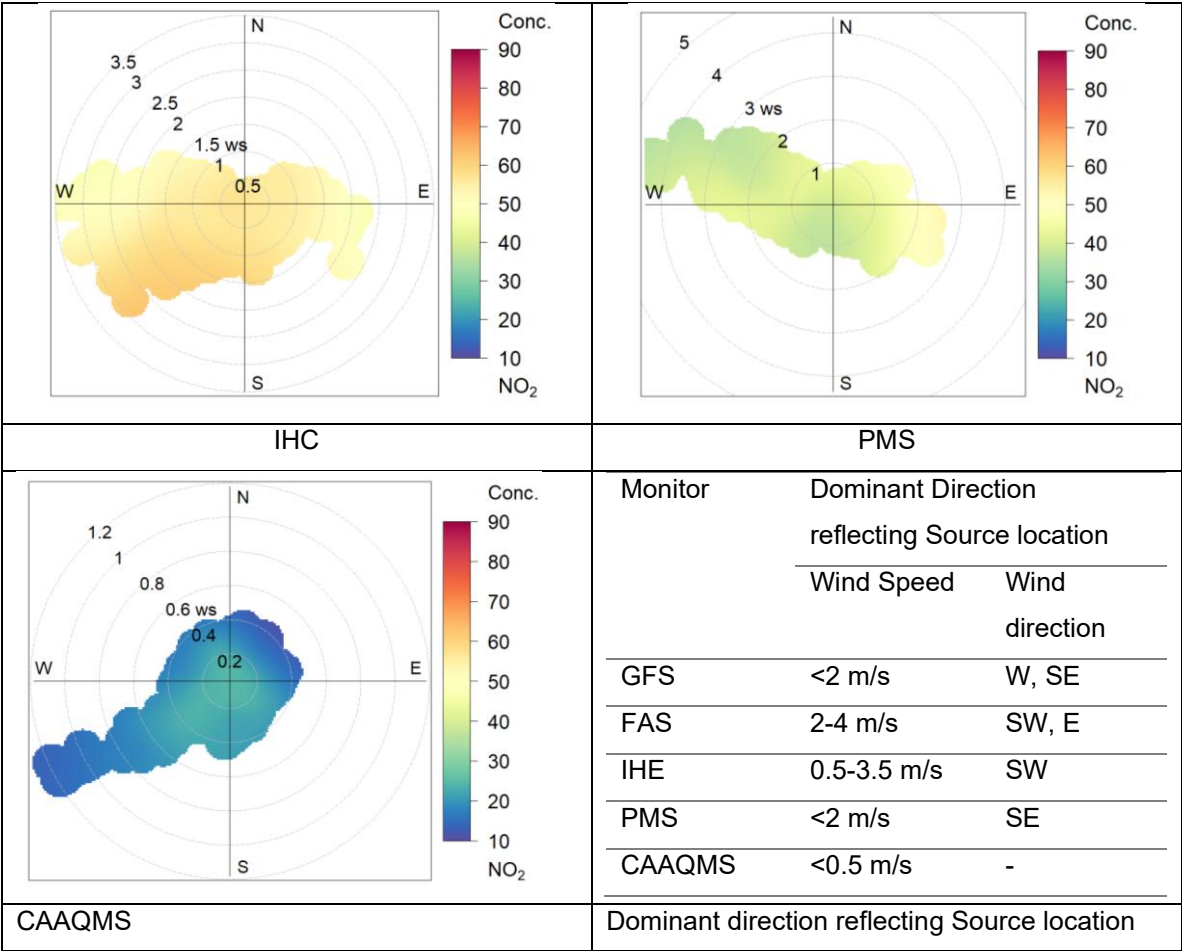 N
Conc.
3.5
3
2.5
2
1.5 ws
1
0.5
W
E
S
90
80
70
60
50
40
30
20
10
NO₂
N
Conc.
5
4
3 ws
2
1
W
E
S
90
80
70
60
50
40
30
20
10
NO₂
IHC
PMS
N
Conc.
1.2
1
0.8
0.6 ws
0.4
0.2
W
E
S
90
80
70
60
50
40
30
20
10
NO₂
Monitor Dominant Direction
reflecting Source location
Wind Speed Wind
direction
GFS <2 m/s W, SE
FAS 2-4 m/s SW, E
IHE 0.5-3.5 m/s SW
PMS <2 m/s SE
CAAQMS <0.5 m/s -
CAAQMS
Dominant direction reflecting Source location